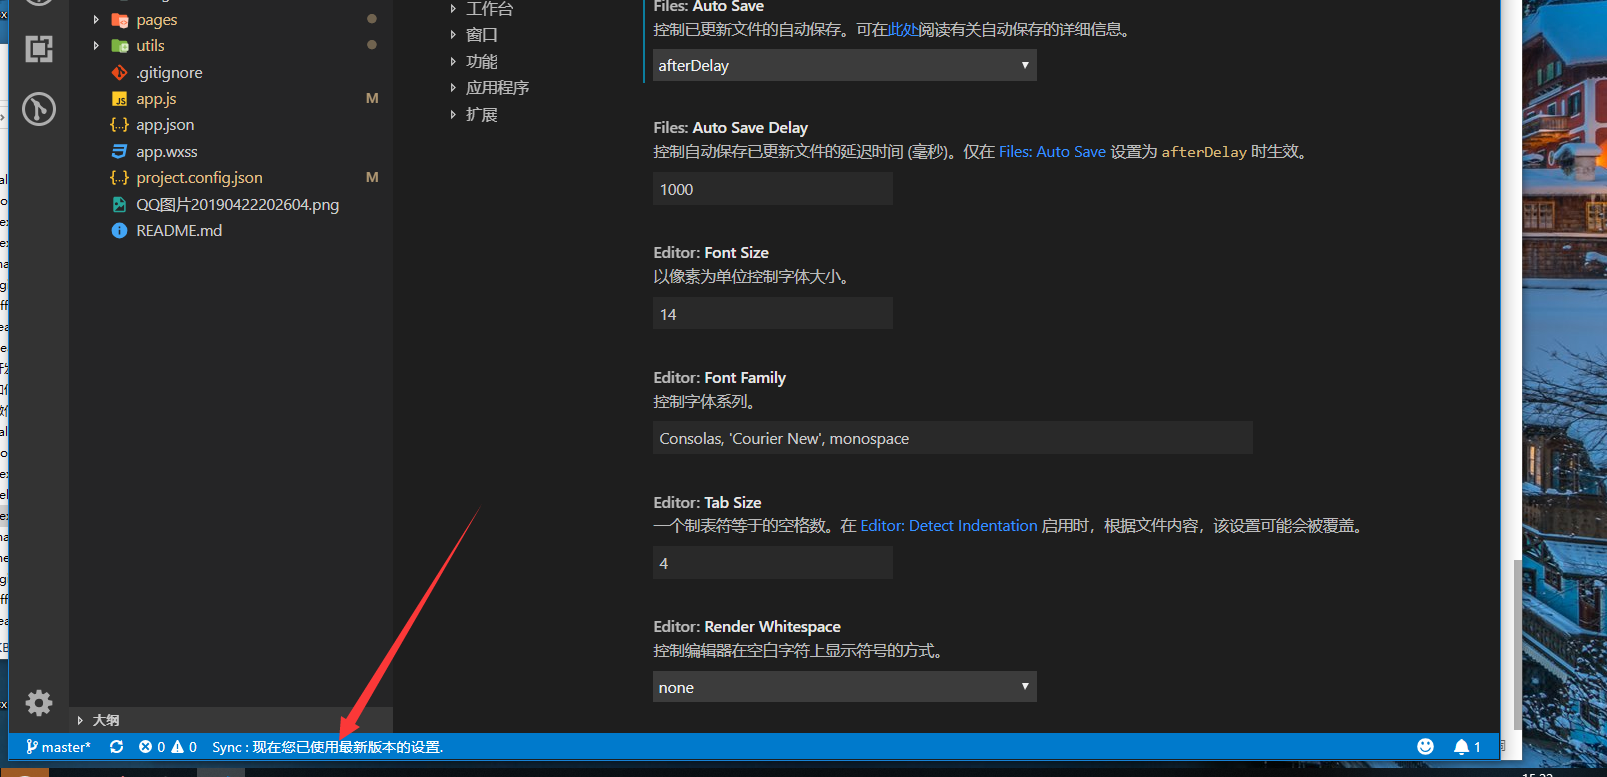 pages
utils
.gitignore
app.js M
app.json
app.wxss
project.config.json M
QQ图片20190422202604.png
README.md
大纲
工作台
窗口
功能
应用程序
扩展
Files: Auto Save
控制已更新文件的自动保存。可在此处阅读有关自动保存的详细信息。
afterDelay
Files: Auto Save Delay
控制自动保存已更新文件的延迟时间 (毫秒)。仅在 Files: Auto Save 设置为 afterDelay 时生效。
1000
Editor: Font Size
以像素为单位控制字体大小。
14
Editor: Font Family
控制字体系列。
Consolas, 'Courier New', monospace
Editor: Tab Size
一个制表符等于的空格数。在 Editor: Detect Indentation 启用时，根据文件内容，该设置可能会被覆盖。
4
Editor: Render Whitespace
控制编辑器在空白字符上显示符号的方式。
none
master* 0 0 Sync : 现在您已使用最新版本的设置. 1